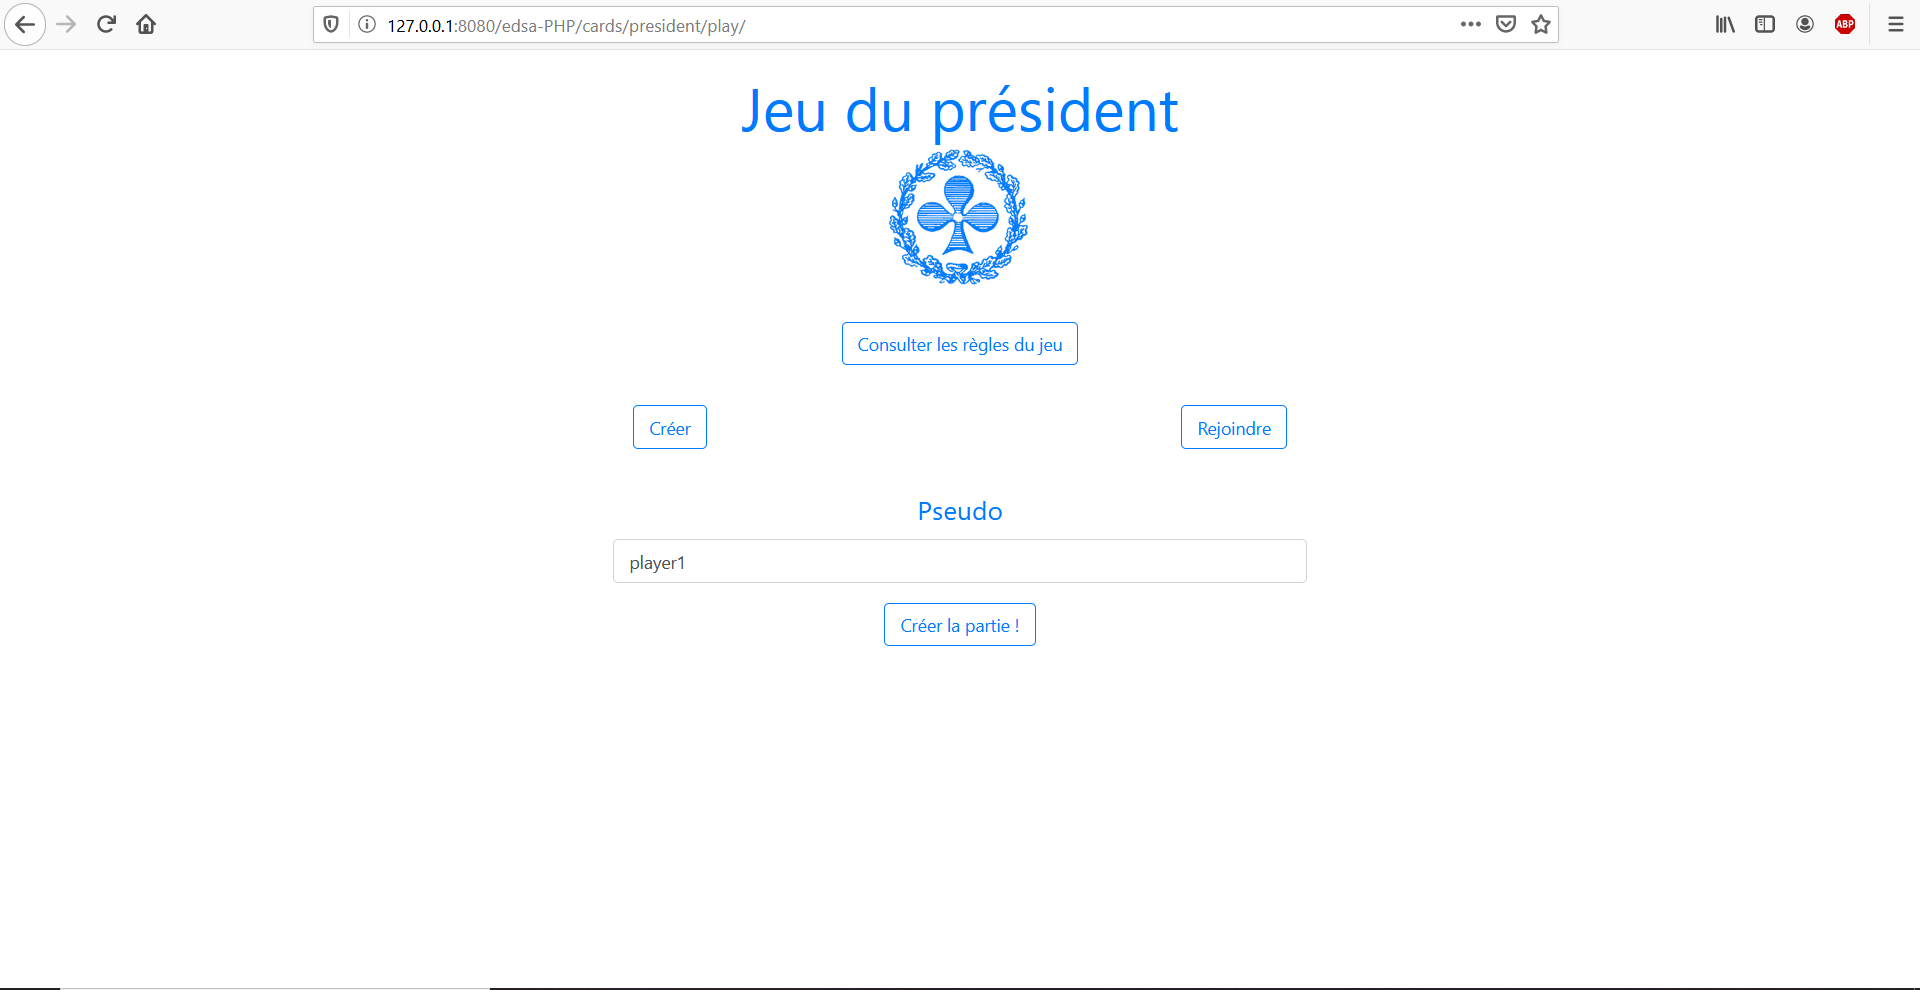 127.0.0.1:8080/edsa-PHP/cards/president/play/
ABP
Jeu du président
Consulter les règles du jeu
Créer
Rejoindre
Pseudo
player1
Créer la partie !